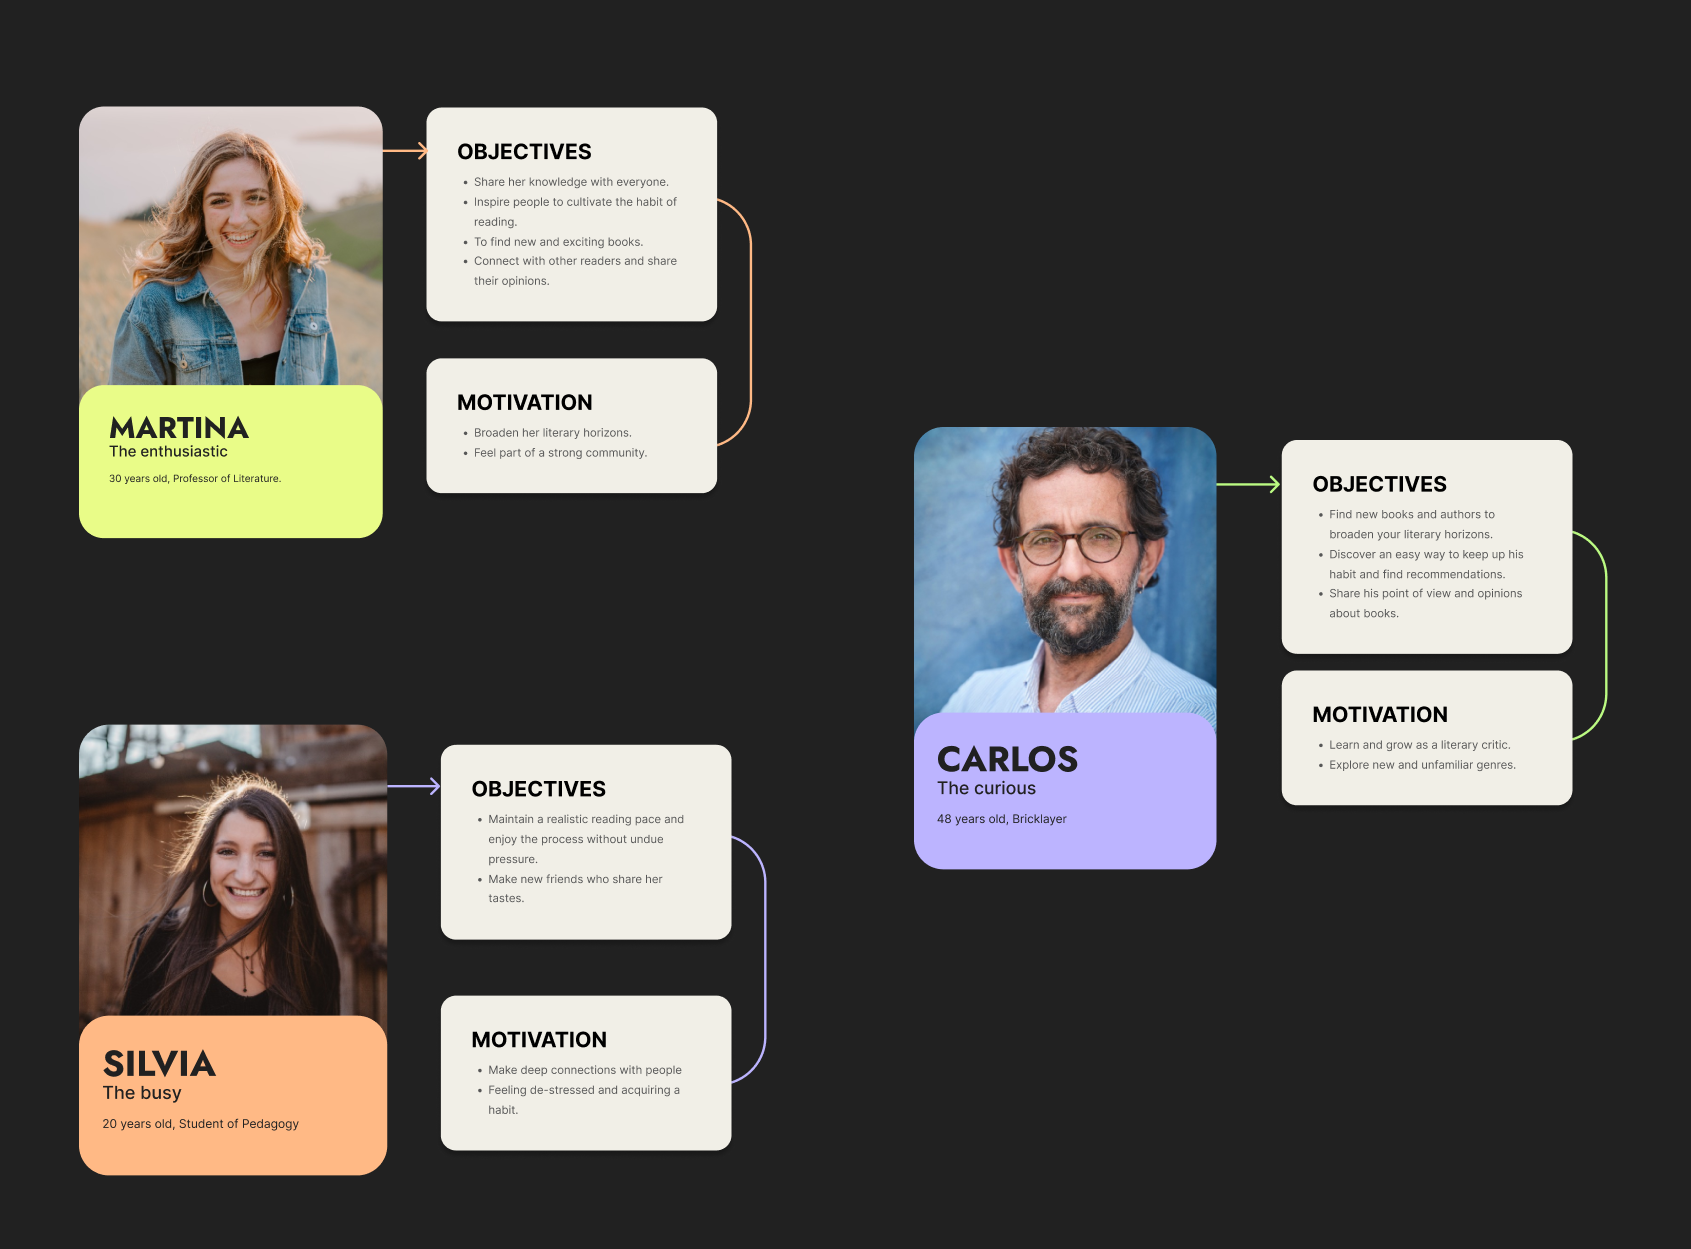 MARTINA
The enthusiastic
30 years old, Professor of Literature.
OBJECTIVES
• Share her knowledge with everyone.
• Inspire people to cultivate the habit of
reading.
• To find new and exciting books.
• Connect with other readers and share
their opinions.
MOTIVATION
• Broaden her literary horizons.
• Feel part of a strong community.
CARLOS
The curious
48 years old, Bricklayer
OBJECTIVES
• Find new books and authors to
broaden your literary horizons.
• Discover an easy way to keep up his
habit and find recommendations.
• Share his point of view and opinions
about books.
MOTIVATION
• Learn and grow as a literary critic.
• Explore new and unfamiliar genres.
SILVIA
The busy
20 years old, Student of Pedagogy
OBJECTIVES
• Maintain a realistic reading pace and
enjoy the process without undue
pressure.
• Make new friends who share her
tastes.
MOTIVATION
• Make deep connections with people
• Feeling de-stressed and acquiring a
habit.